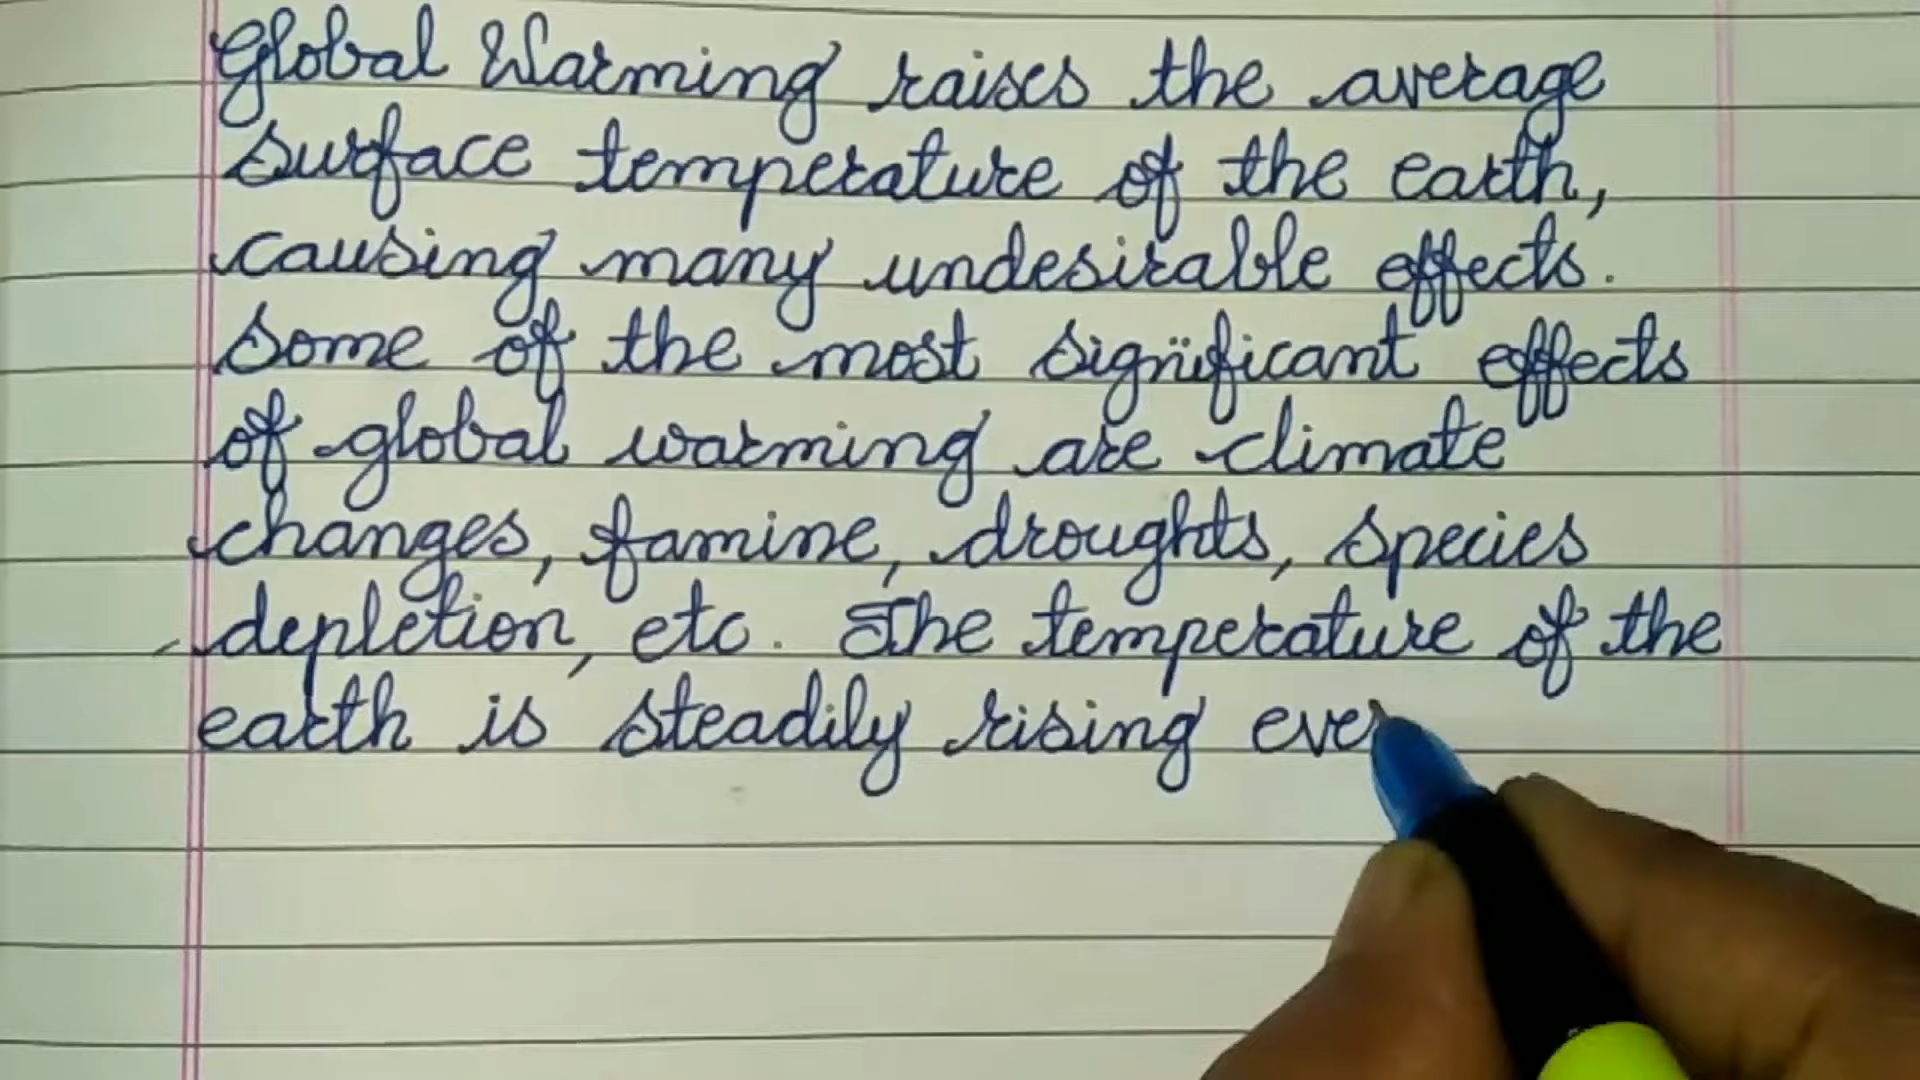 Global Warming raises the average
surface temperature of the earth,
causing many undesirable effects.
Some of the most significant effects
of global warming are climate
changes, famine, droughts, species
depletion, etc. The temperature of the
earth is steadily rising ever